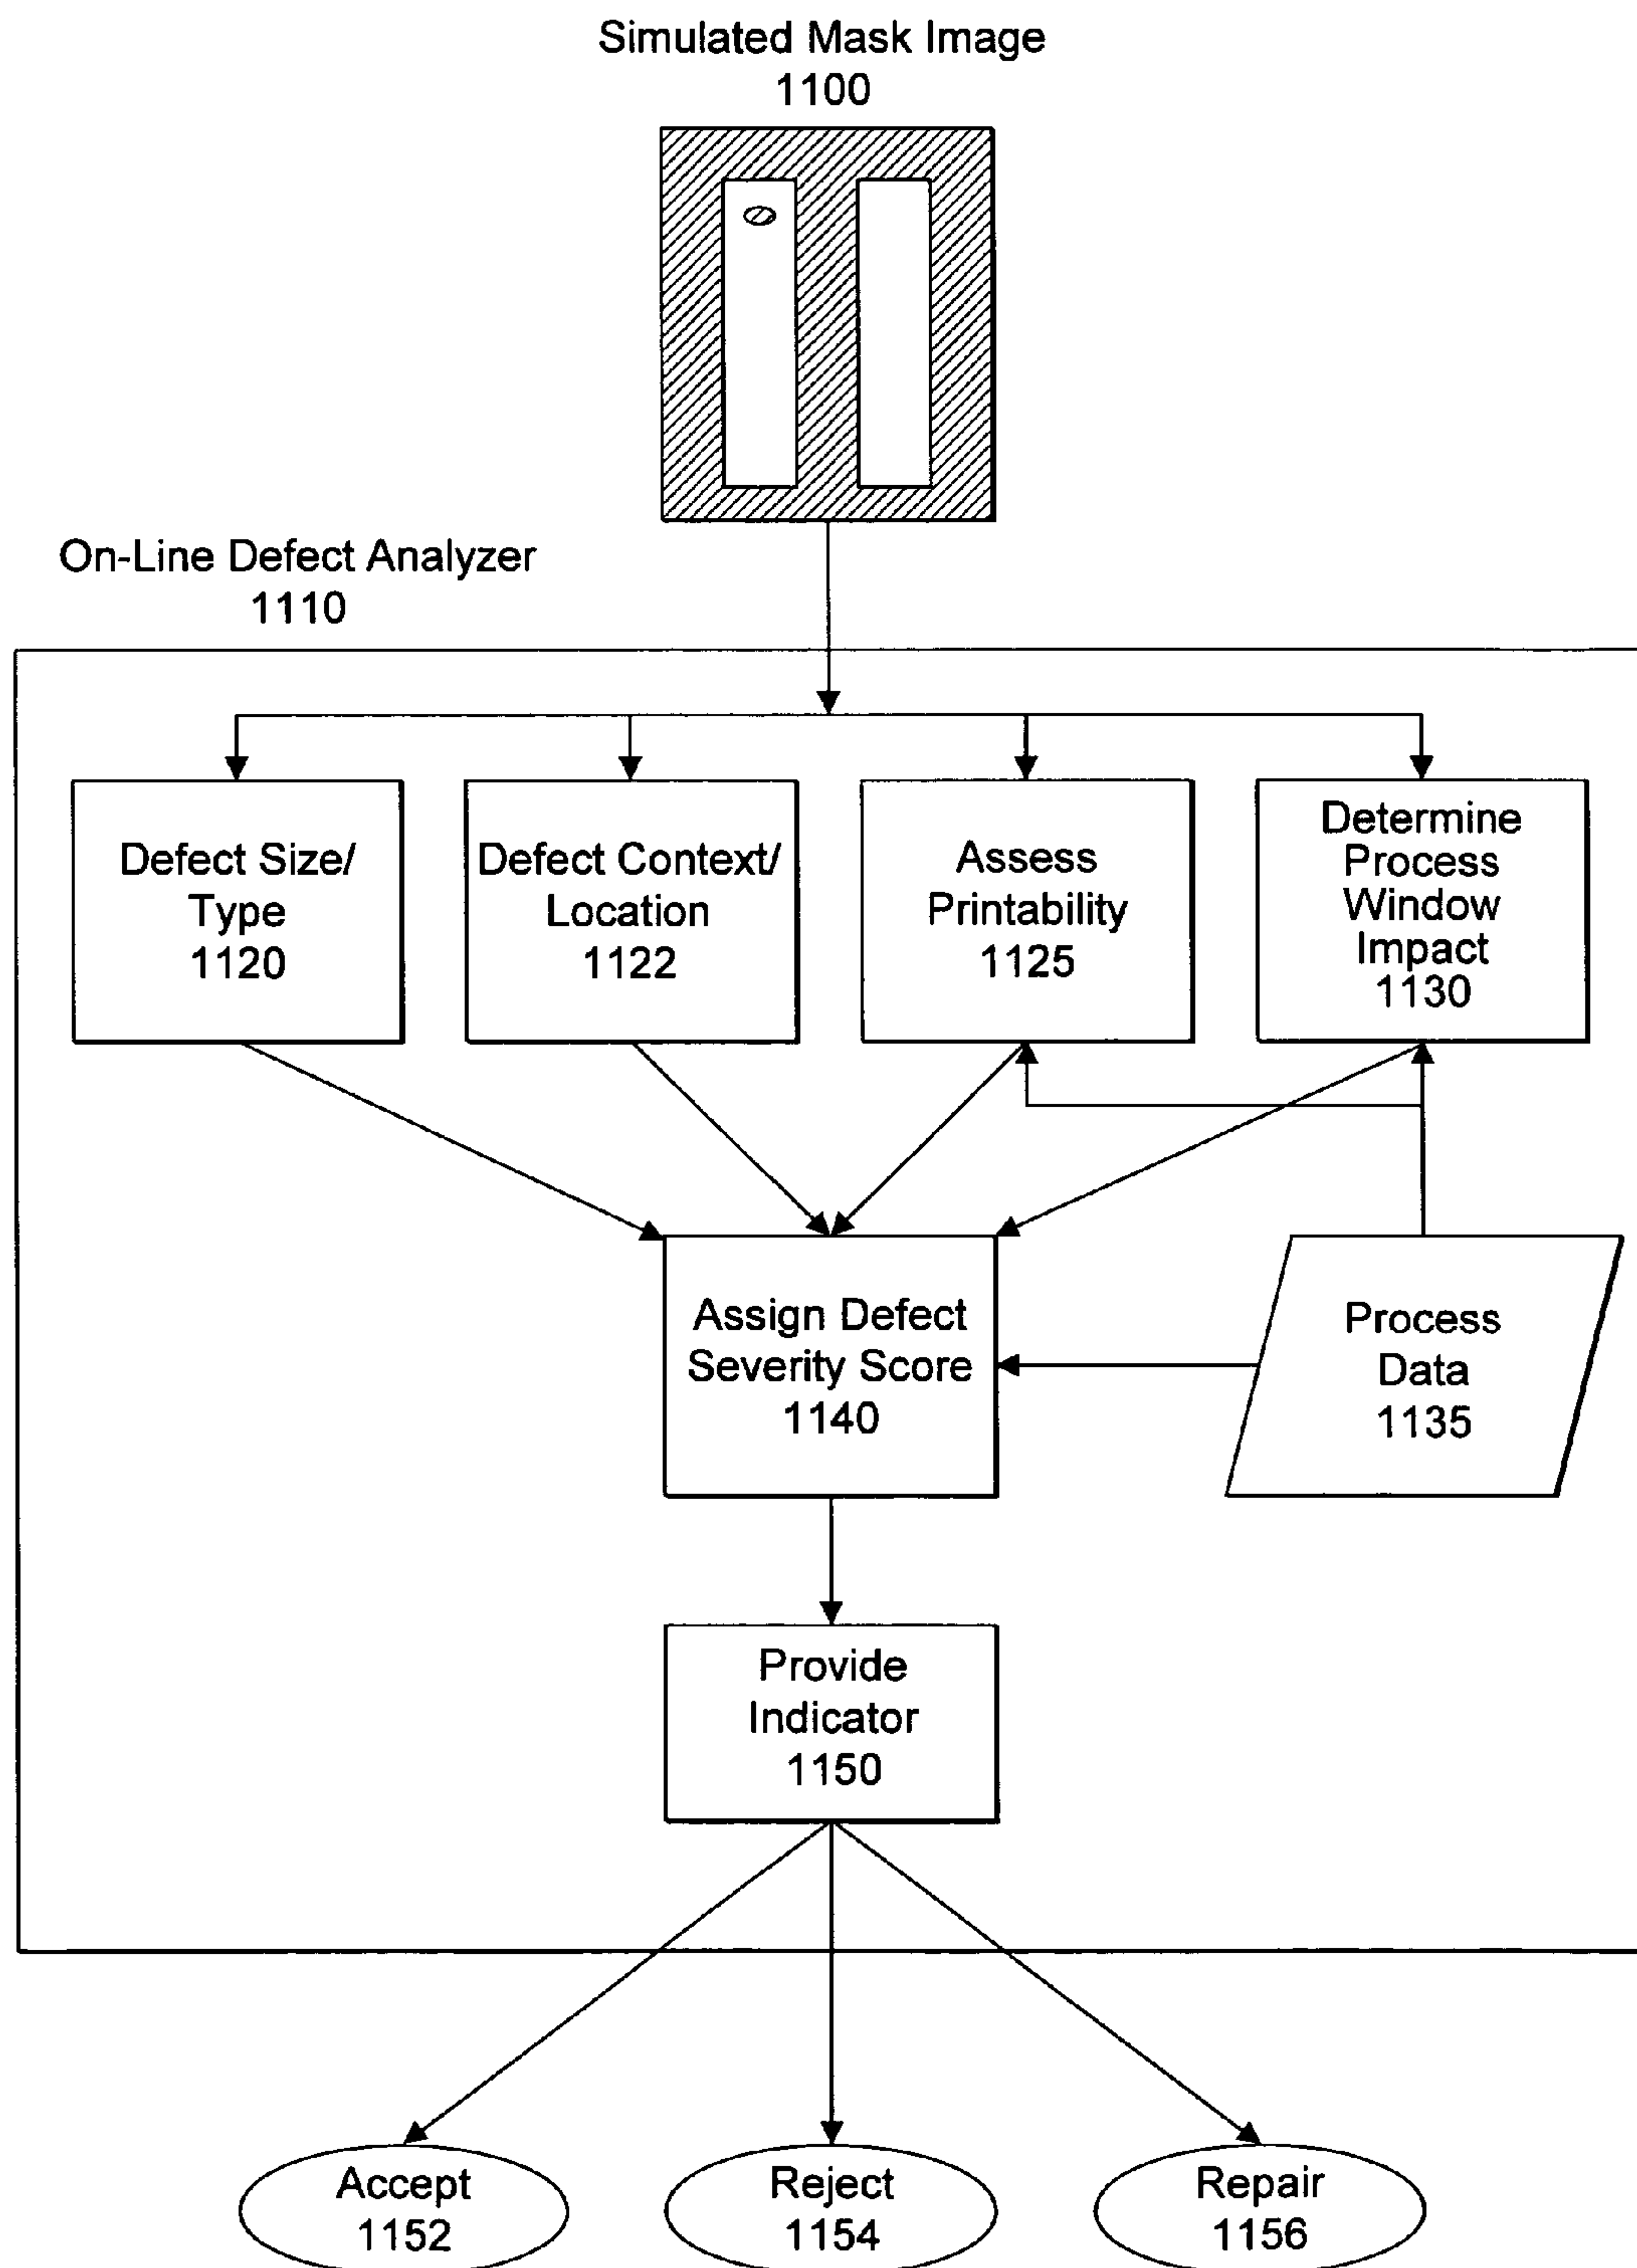 Simulated Mask Image
1100
On-Line Defect Analyzer
1110
Defect Size/
Type
1120
Defect Context/
Location
1122
Assess
Printability
1125
Determine
Process
Window
Impact
1130
Assign Defect
Severity Score
1140
Process
Data
1135
Provide
Indicator
1150
Accept
1152
Reject
1154
Repair
1156